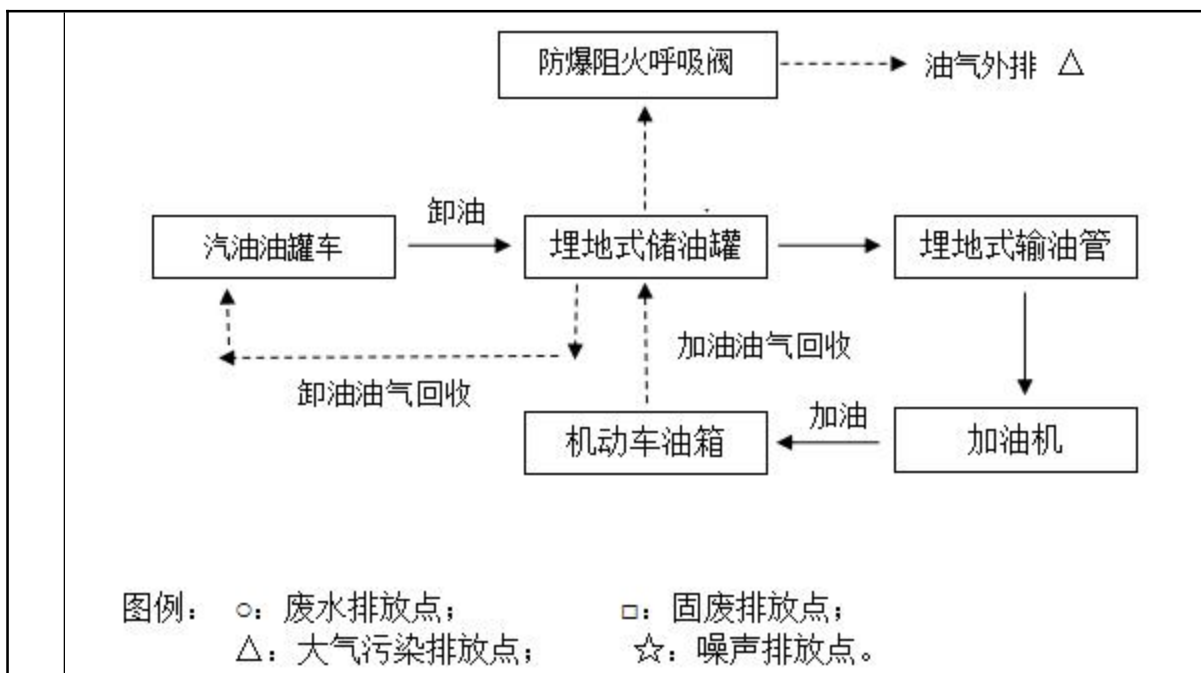 防爆阻火呼吸阀
油气外排 △
卸油
汽油油罐车
埋地式储油罐
埋地式输油管
加油油气回收
卸油油气回收
加油
机动车油箱
加油机
图例： ○：废水排放点； □：固废排放点；
△：大气污染排放点； ☆：噪声排放点。